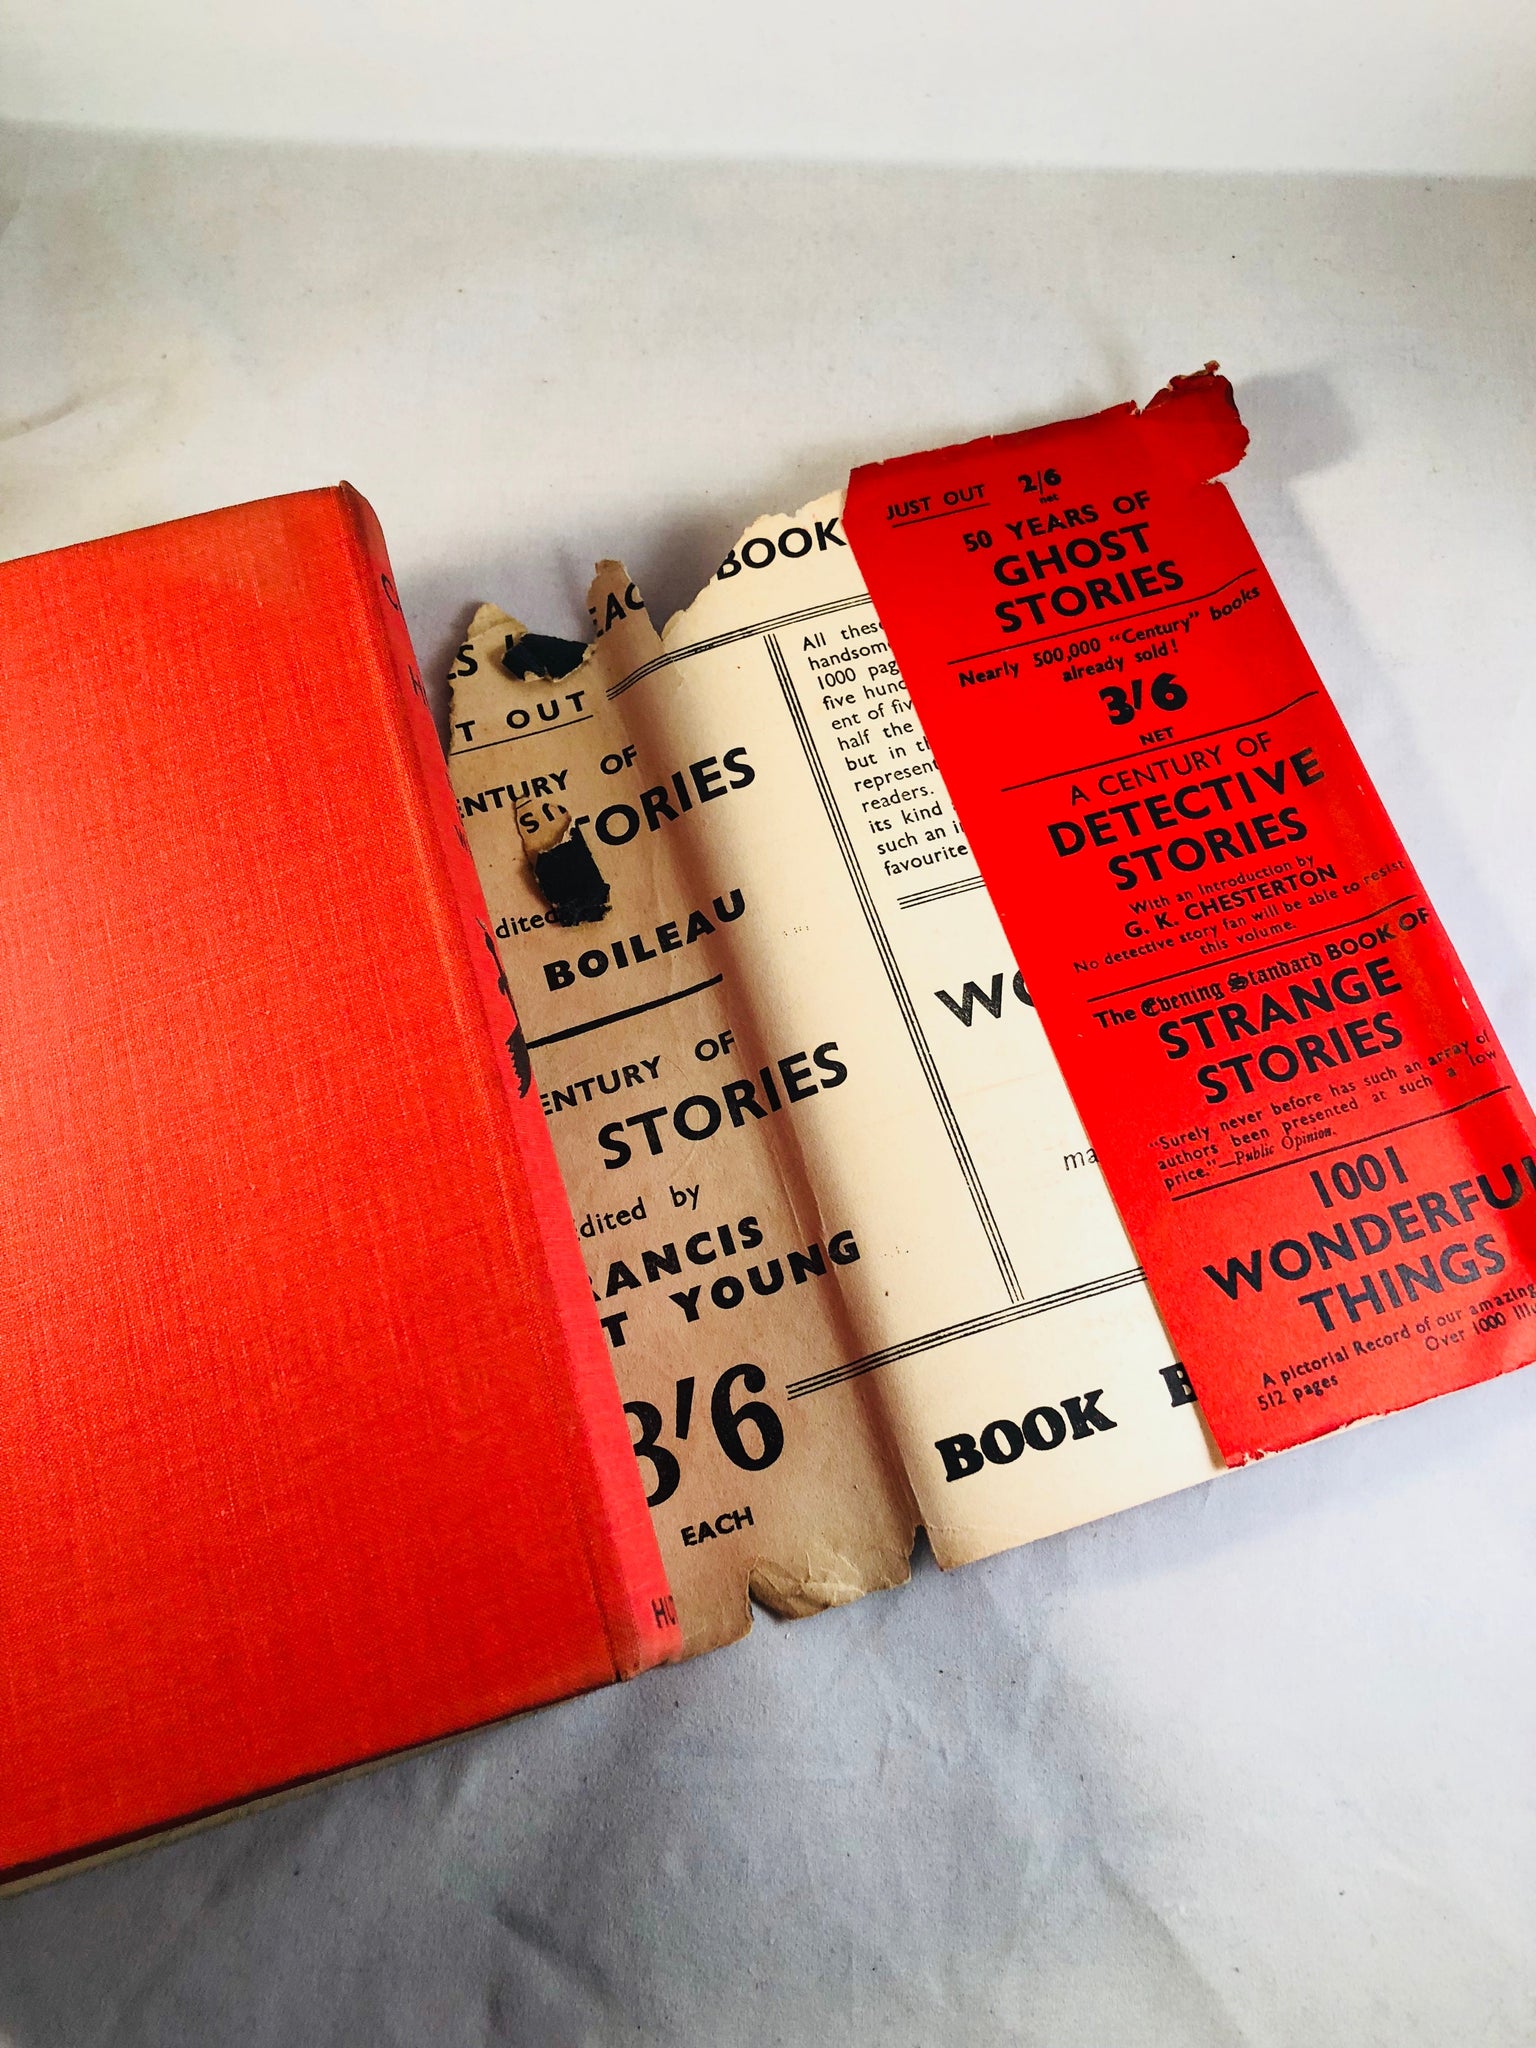 BOOK
T OUT
ENTURY OF
TORIES
BOILEAU
ENTURY OF
STORIES
dited by
RANCIS
T YOUNG
3'6
EACH
HO
All these
handsom
1000 pag
five hund
ent of fiv
half the
but in th
represent
readers.
its kind
such an i
favourite
WO
ma
BOOK B
JUST OUT 2/6
net
50 YEARS OF
GHOST
STORIES
Nearly 500,000 "Century" books
already sold!
3/6
NET
A CENTURY OF
DETECTIVE
STORIES
With an Introduction by
G. K. CHESTERTON
No detective story fan will be able to resist
this volume.
The Evening Standard BOOK OF
STRANGE
STORIES
"Surely never before has such an array of
authors been presented at such a low
price."—Public Opinion.
1001
WONDERFU
THINGS
A pictorial Record of our amazing
512 pages Over 1000 Ill